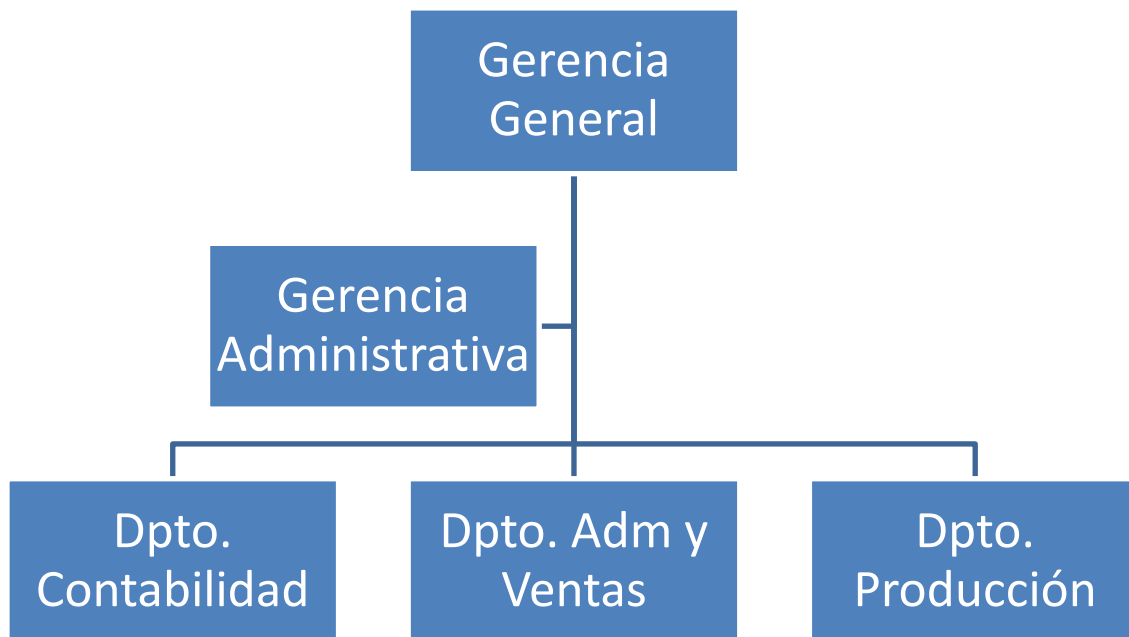 Gerencia
General
Gerencia
Administrativa
Dpto.
Contabilidad
Dpto. Adm y
Ventas
Dpto.
Producción